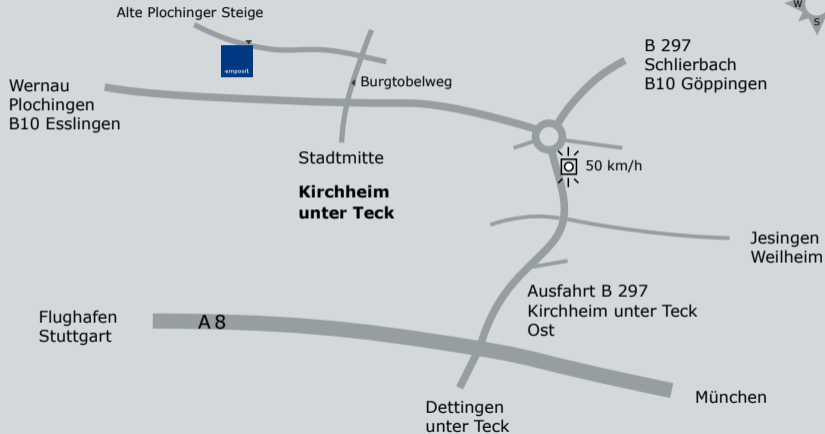 Alte Plochinger Steige
W
S
emposit
B 297
Schlierbach
B10 Göppingen
Wernau
Plochingen
B10 Esslingen
Burgtobelweg
Stadtmitte
50 km/h
Kirchheim
unter Teck
Jesingen
Weilheim
Ausfahrt B 297
Kirchheim unter Teck
Ost
Flughafen
Stuttgart
A 8
München
Dettingen
unter Teck